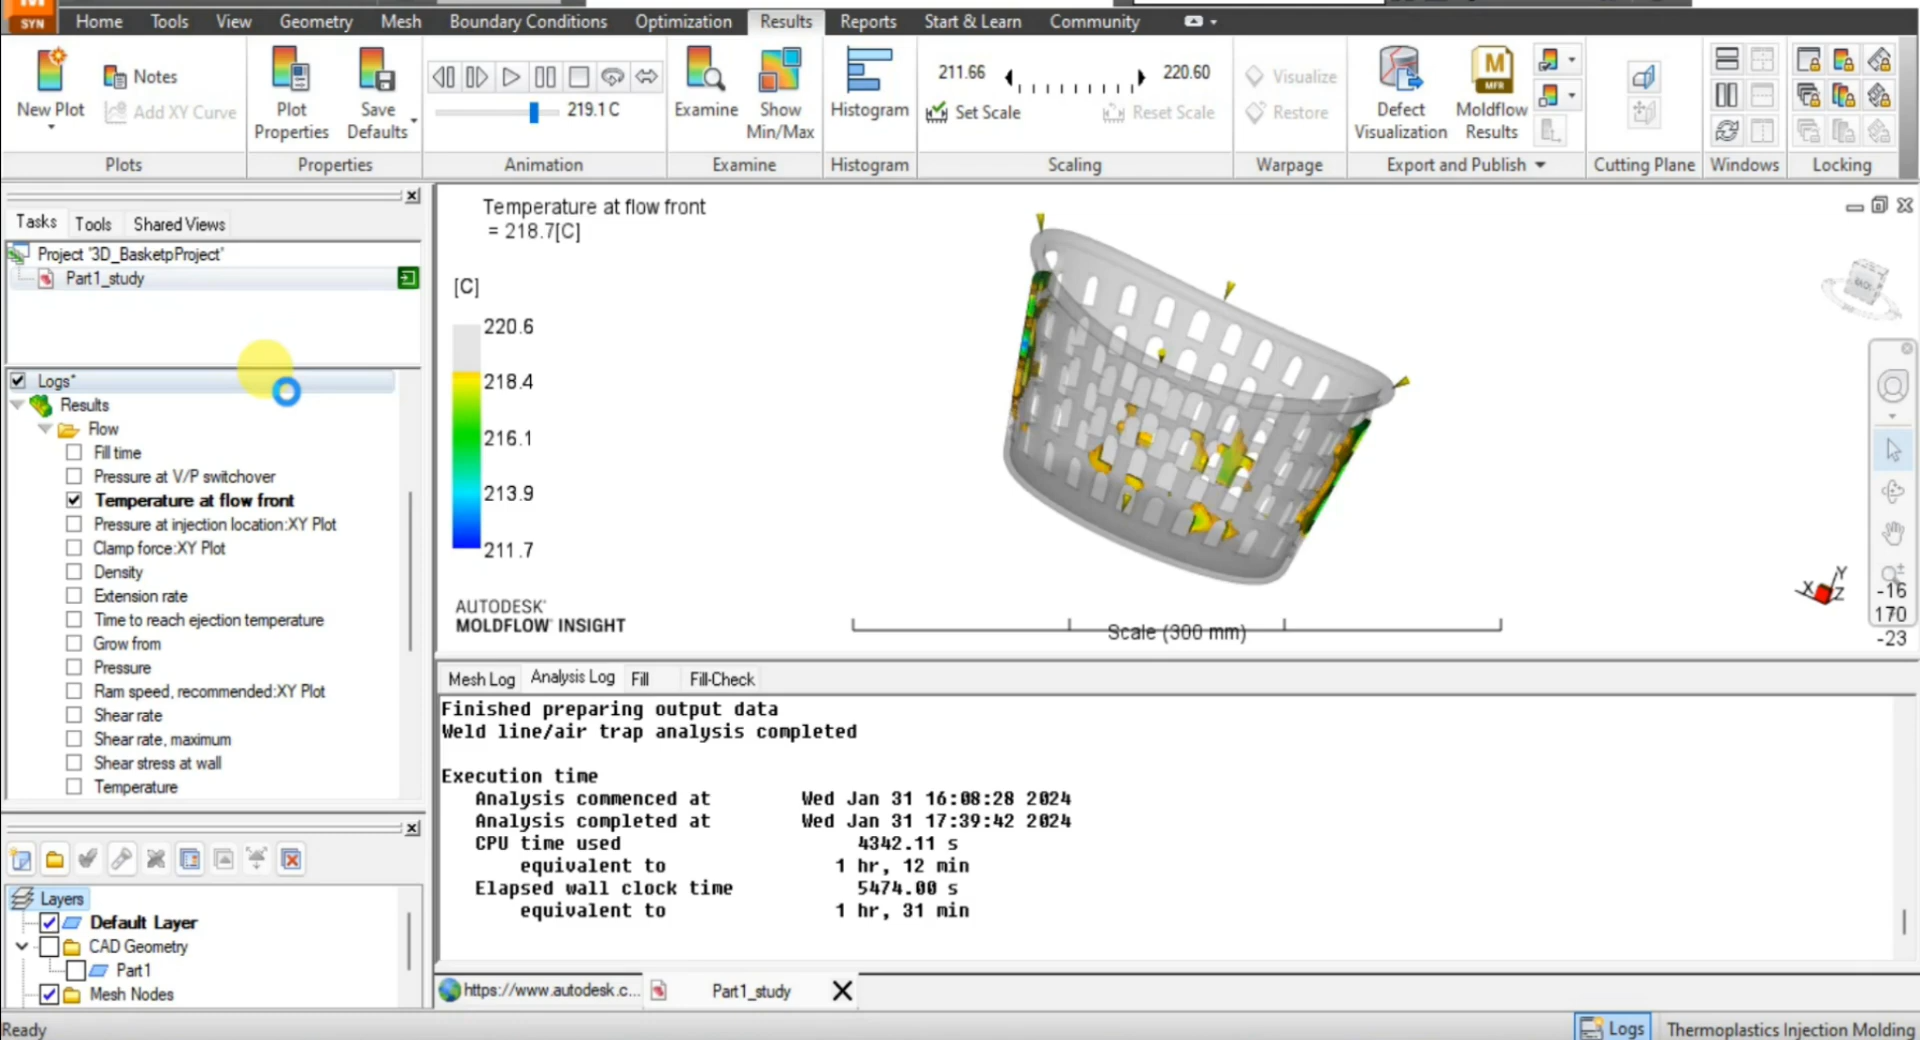 SYN
Home Tools View Geometry Mesh Boundary Conditions Optimization Results Reports Start & Learn Community
New Plot
Notes
Add XY Curve
Plots
Plot Properties
Save Defaults
Properties
219.1 C
Animation
Examine
Show Min/Max
Examine
Histogram
Histogram
211.66 220.60
Set Scale Reset Scale
Scaling
Visualize
Restore
Warpage
Defect Visualization
M
MFR
Moldflow Results
Export and Publish
Cutting Plane
Windows
Locking
Tasks Tools Shared Views
Project '3D_BasketpProject'
Part1_study
Logs*
Results
Flow
Fill time
Pressure at V/P switchover
Temperature at flow front
Pressure at injection location:XY Plot
Clamp force:XY Plot
Density
Extension rate
Time to reach ejection temperature
Grow from
Pressure
Ram speed, recommended:XY Plot
Shear rate
Shear rate, maximum
Shear stress at wall
Temperature
Layers
Default Layer
CAD Geometry
Part1
Mesh Nodes
Temperature at flow front
= 218.7[C]
[C]
220.6
218.4
216.1
213.9
211.7
AUTODESK'
MOLDFLOW INSIGHT
Scale (300 mm)
BACK
Y
X
Z
-16
170
-23
Mesh Log Analysis Log Fill Fill-Check
Finished preparing output data
Weld line/air trap analysis completed
Execution time
Analysis commenced at Wed Jan 31 16:08:28 2024
Analysis completed at Wed Jan 31 17:39:42 2024
CPU time used 4342.11 s
equivalent to 1 hr, 12 min
Elapsed wall clock time 5474.00 s
equivalent to 1 hr, 31 min
https://www.autodesk.c... Part1_study
Ready
Logs Thermoplastics Injection Molding